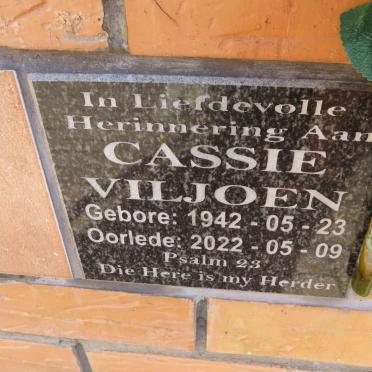 In Liefdevolle
Herinnering Aan
CASSIE
VILJOEN
Gebore: 1942 - 05 - 23
Oorlede: 2022 - 05 - 09
Psalm 23
Die Here is my Herder